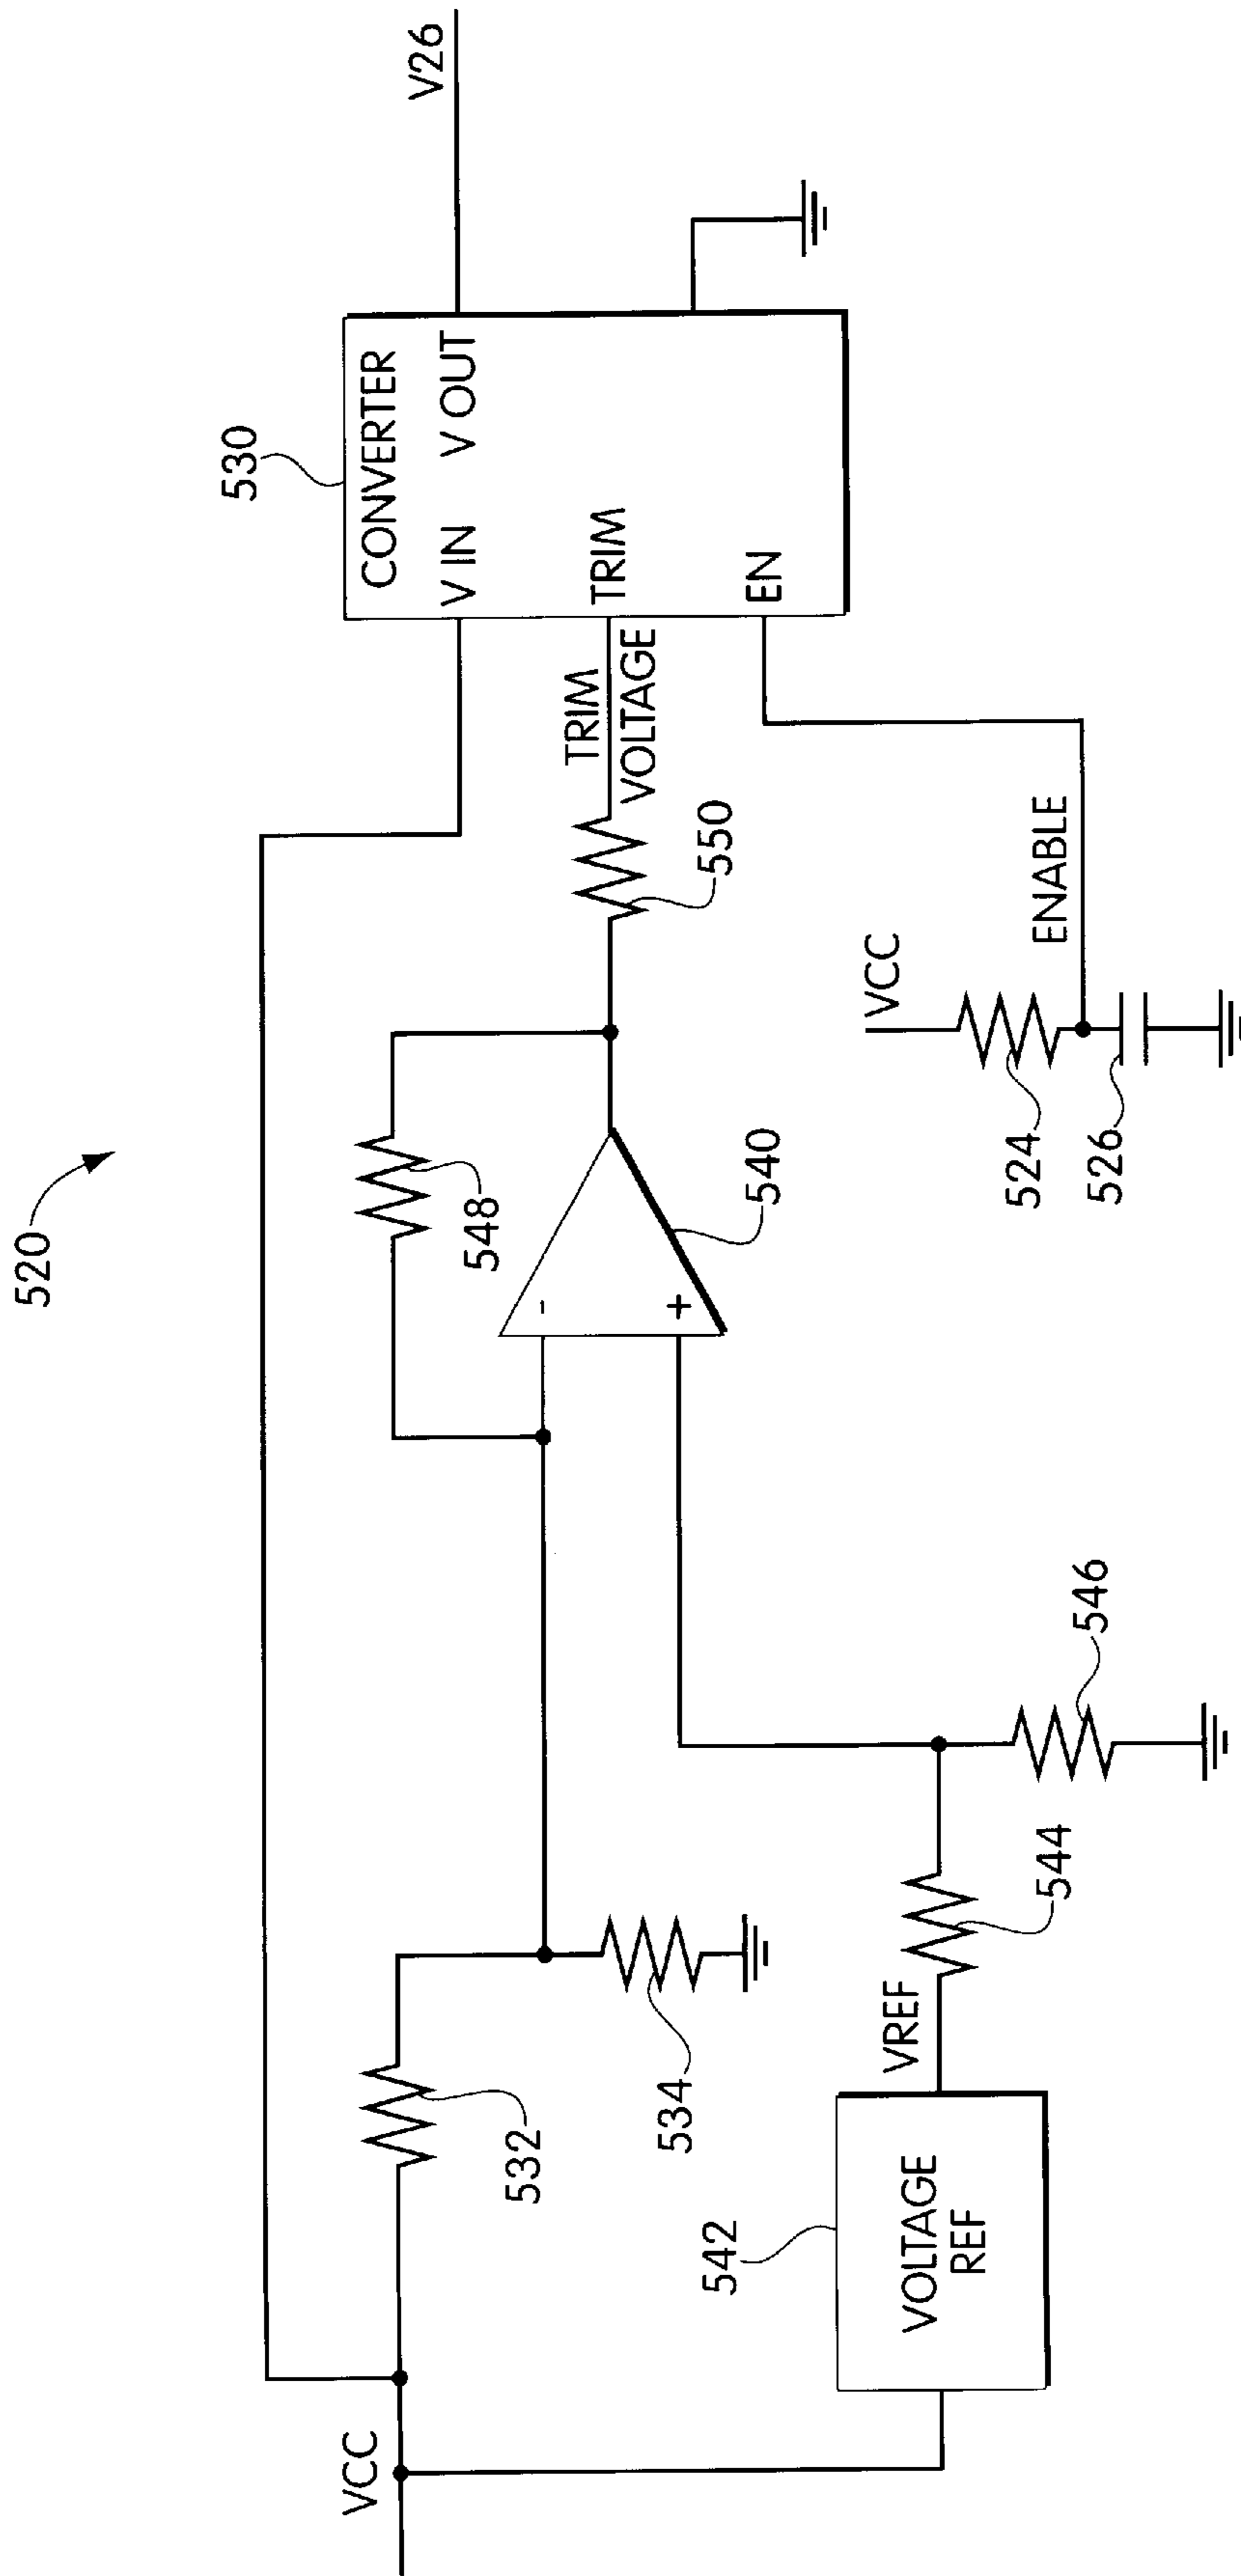 520
530
CONVERTER
V IN V OUT
TRIM
EN
V26
TRIM
VOLTAGE
550
548
-
+
540
VCC
ENABLE
524
526
VCC
532
534
542
VOLTAGE
REF
VREF
544
546